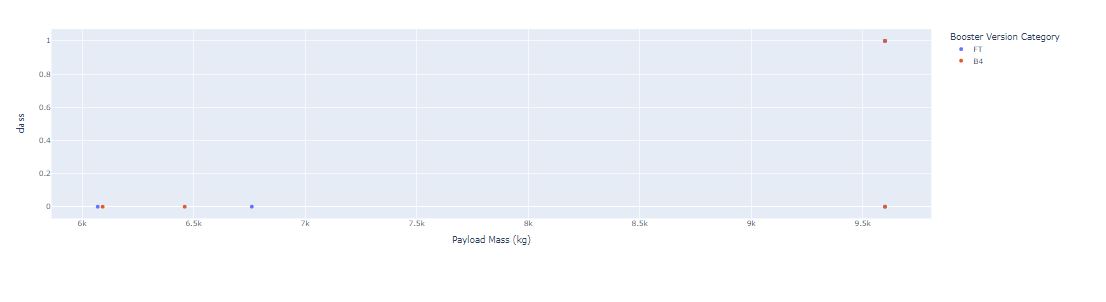 Booster Version Category
FT
B4
1
0.8
0.6
0.4
0.2
0
class
6k 6.5k 7k 7.5k 8k 8.5k 9k 9.5k
Payload Mass (kg)